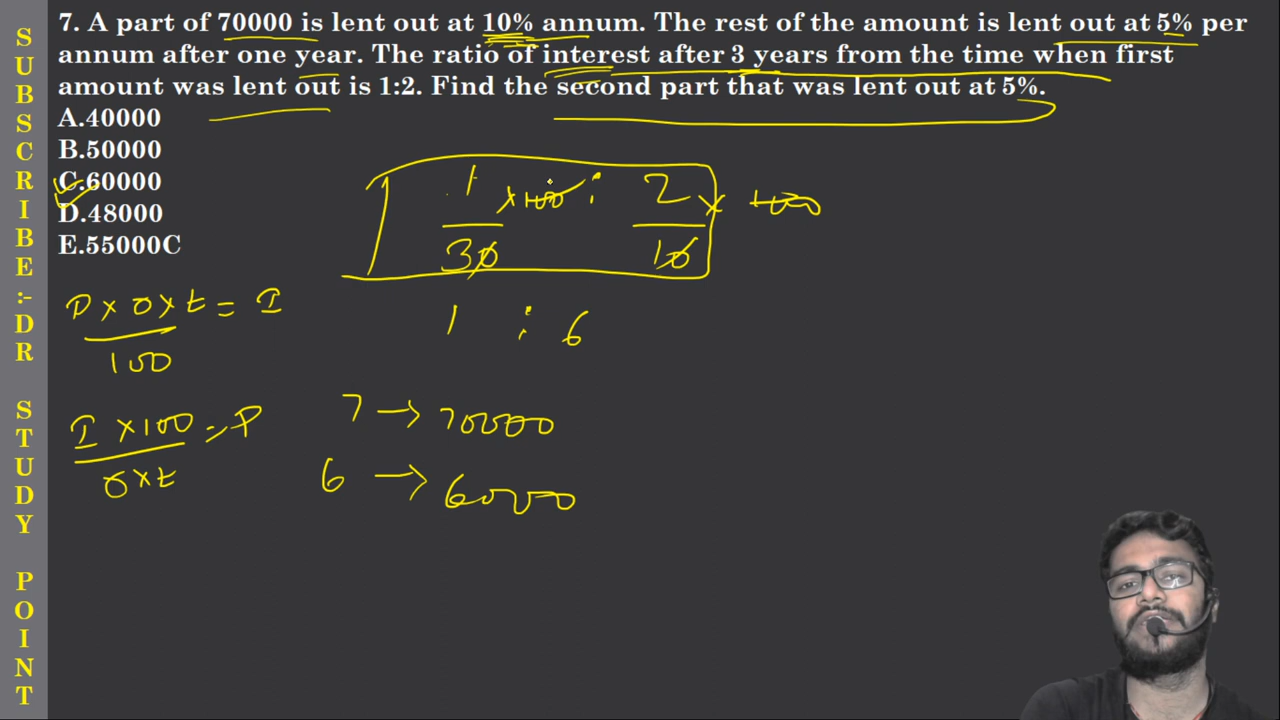 SUBSCRIBE:-DR STUDY POINT
7. A part of 70000 is lent out at 10% annum. The rest of the amount is lent out at 5% per
annum after one year. The ratio of interest after 3 years from the time when first
amount was lent out is 1:2. Find the second part that was lent out at 5%.
A.40000
B.50000
C.60000
D.48000
E.55000C
1 × 100 : 2 × 100
30 10
1 : 6
P × r × t = I
100
I × 100 = P
r × t
7 → 70000
6 → 60000